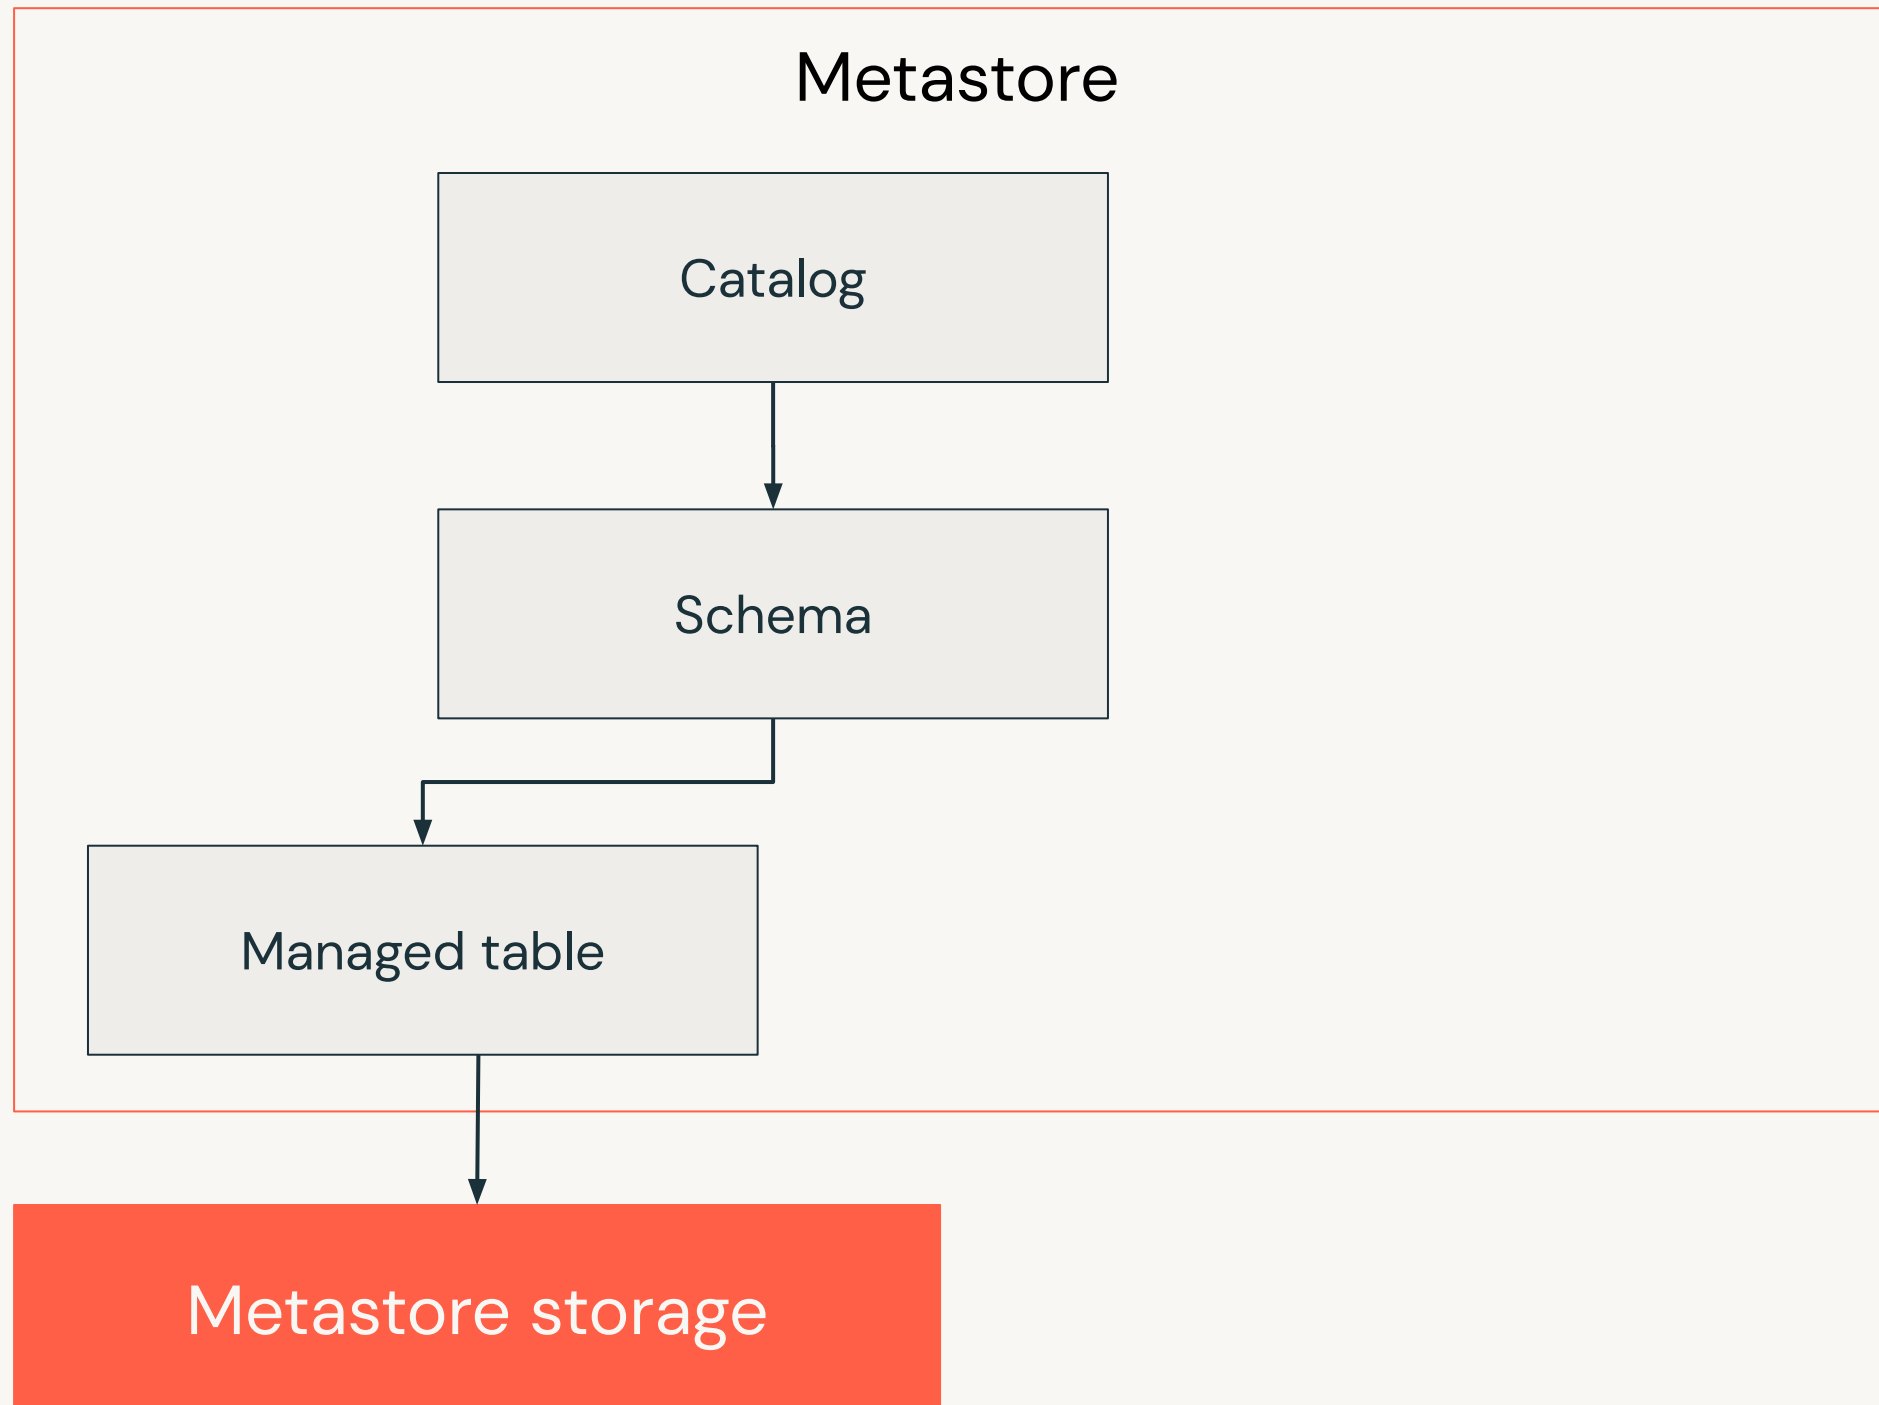 Metastore
Catalog
Schema
Managed table
Metastore storage